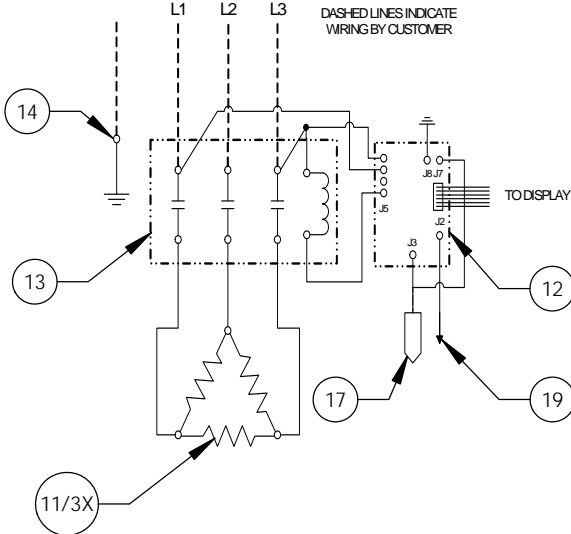 L1 L2 L3
DASHED LINES INDICATE
WIRING BY CUSTOMER
14
J8 J7
TO DISPLAY
J5
J2
J3
13
12
17
19
11/3X